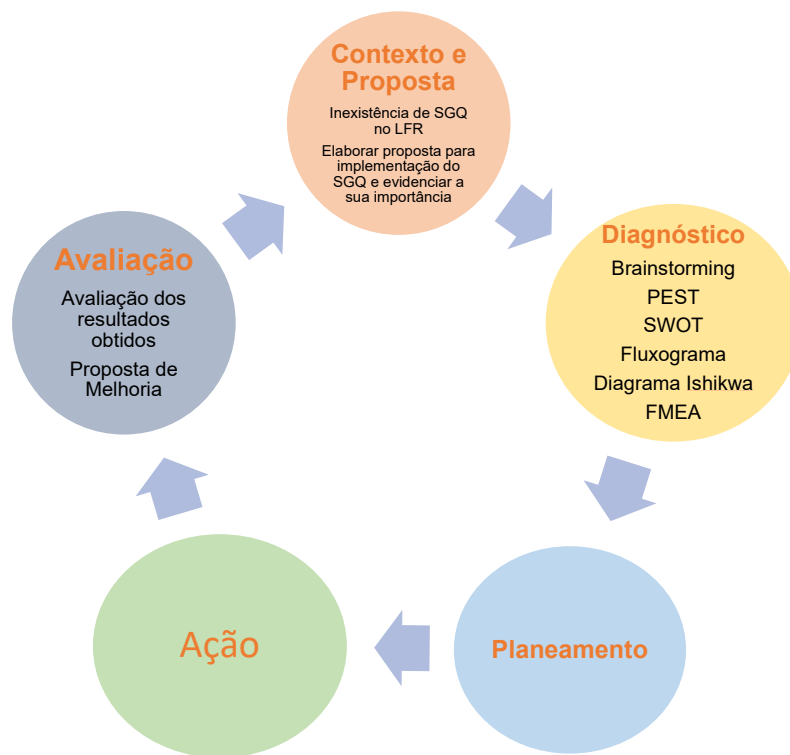 Contexto e
Proposta
Inexistência de SGQ
no LFR
Elaborar proposta para
implementação do
SGQ e evidenciar a
sua importância
Diagnóstico
Brainstorming
PEST
SWOT
Fluxograma
Diagrama Ishikwa
FMEA
Planeamento
Ação
Avaliação
Avaliação dos
resultados
obtidos
Proposta de
Melhoria